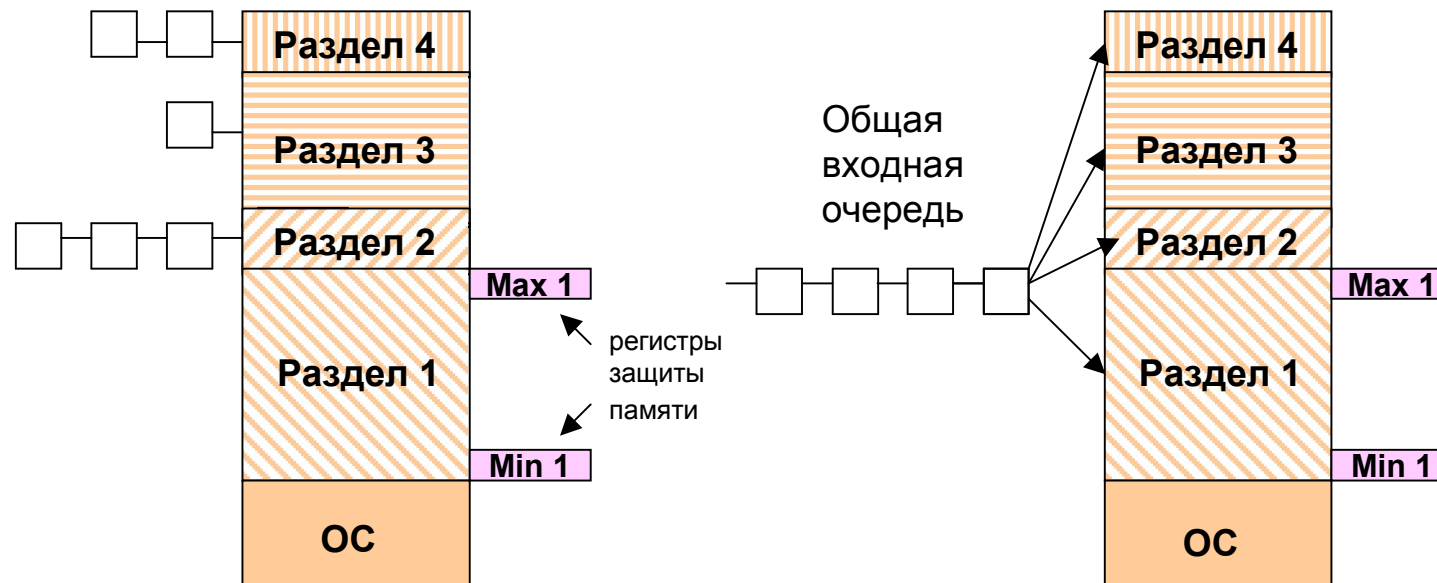 Раздел 4
Раздел 3
Раздел 2
Max 1
регистры
защиты
памяти
Раздел 1
Min 1
ОС
Общая
входная
очередь
Раздел 4
Раздел 3
Раздел 2
Max 1
Раздел 1
Min 1
ОС